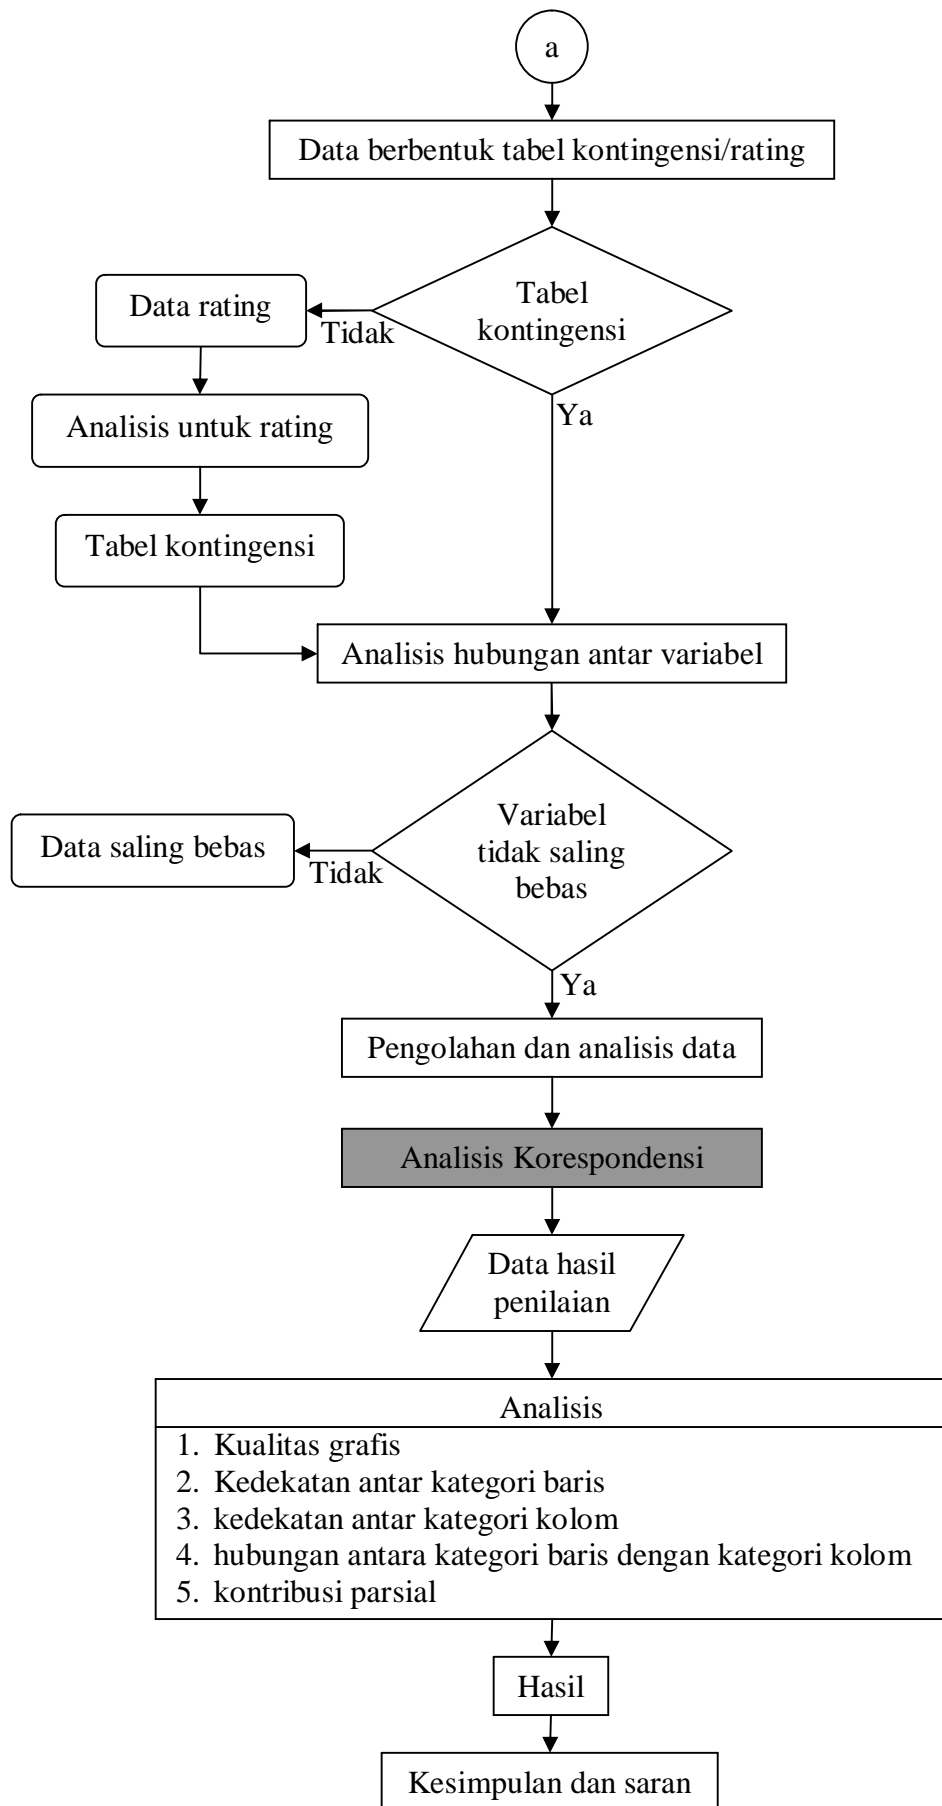 a
Data berbentuk tabel kontingensi/rating
Tabel
kontingensi
Data rating
Tidak
Analisis untuk rating
Ya
Tabel kontingensi
Analisis hubungan antar variabel
Variabel
tidak saling
bebas
Data saling bebas
Tidak
Ya
Pengolahan dan analisis data
Analisis Korespondensi
Data hasil
penilaian
Analisis
1. Kualitas grafis
2. Kedekatan antar kategori baris
3. kedekatan antar kategori kolom
4. hubungan antara kategori baris dengan kategori kolom
5. kontribusi parsial
Hasil
Kesimpulan dan saran